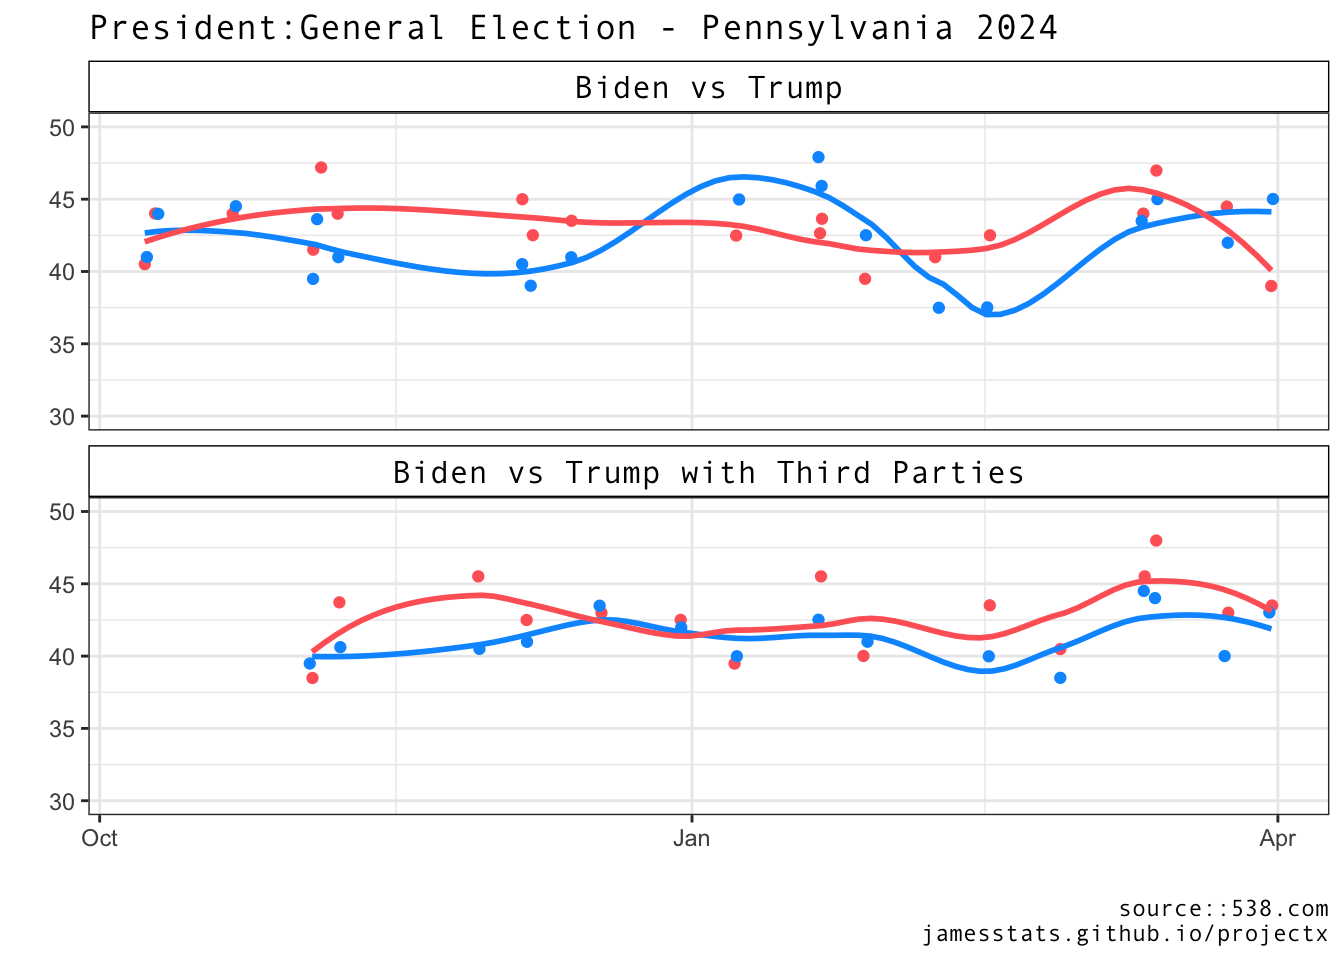 President:General Election - Pennsylvania 2024
Biden vs Trump
50
45
40
35
30
Biden vs Trump with Third Parties
50
45
40
35
30
Oct Jan Apr
source::538.com
jamesstats.github.io/projectx